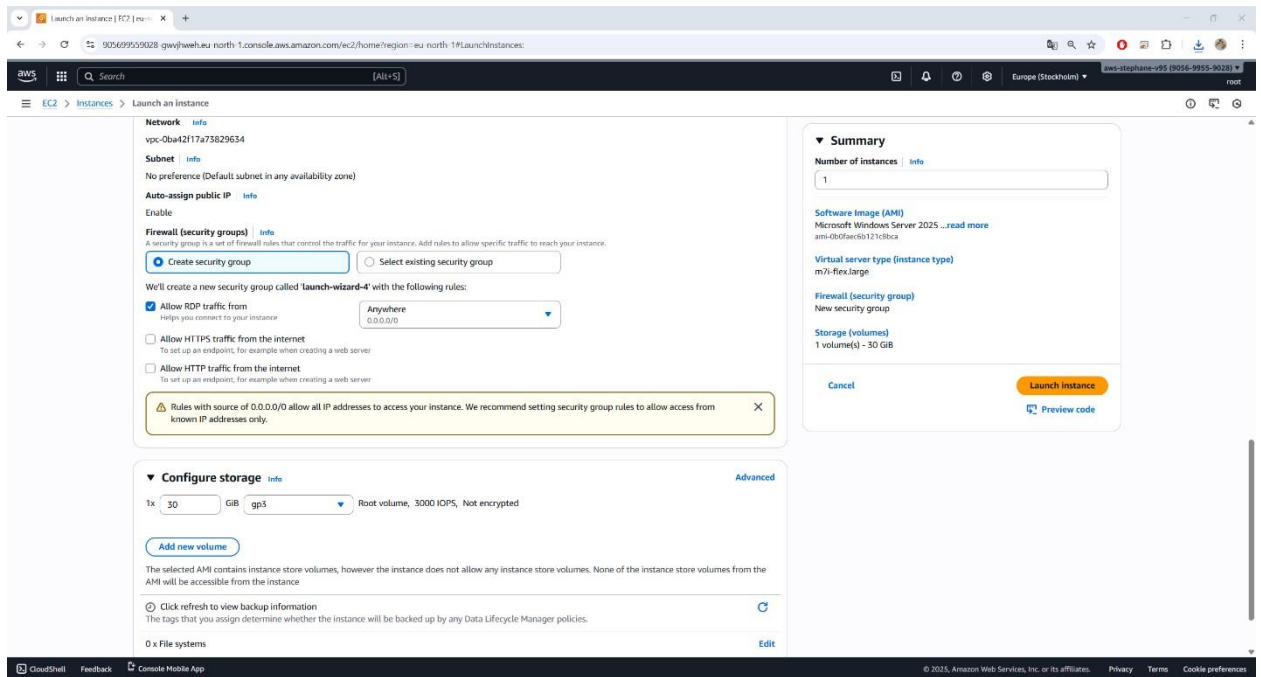 Launch an instance | EC2 | eu-n
905699559028-gwvjhweh.eu-north-1.console.aws.amazon.com/ec2/home?region=eu-north-1#LaunchInstances:
aws
Search
[Alt+S]
Europe (Stockholm)
aws-stephane-v95 (9056-9955-9028)
root
EC2 > Instances > Launch an instance
Network Info
vpc-0ba42f17a73829634
Subnet Info
No preference (Default subnet in any availability zone)
Auto-assign public IP Info
Enable
Firewall (security groups) Info
A security group is a set of firewall rules that control the traffic for your instance. Add rules to allow specific traffic to reach your instance.
Create security group
Select existing security group
We'll create a new security group called 'launch-wizard-4' with the following rules:
Allow RDP traffic from
Helps you connect to your instance
Anywhere
0.0.0.0/0
Allow HTTPS traffic from the internet
To set up an endpoint, for example when creating a web server
Allow HTTP traffic from the internet
To set up an endpoint, for example when creating a web server
Rules with source of 0.0.0.0/0 allow all IP addresses to access your instance. We recommend setting security group rules to allow access from
known IP addresses only.
Configure storage Info
Advanced
1x 30 GiB gp3 Root volume, 3000 IOPS, Not encrypted
Add new volume
The selected AMI contains instance store volumes, however the instance does not allow any instance store volumes. None of the instance store volumes from the
AMI will be accessible from the instance
Click refresh to view backup information
The tags that you assign determine whether the instance will be backed up by any Data Lifecycle Manager policies.
0 x File systems
Edit
Summary
Number of instances Info
1
Software Image (AMI)
Microsoft Windows Server 2025 ...read more
ami-0b0faec6b121c8bca
Virtual server type (instance type)
m7i-flex.large
Firewall (security group)
New security group
Storage (volumes)
1 volume(s) - 30 GiB
Cancel
Launch instance
Preview code
CloudShell Feedback Console Mobile App
© 2025, Amazon Web Services, Inc. or its affiliates. Privacy Terms Cookie preferences